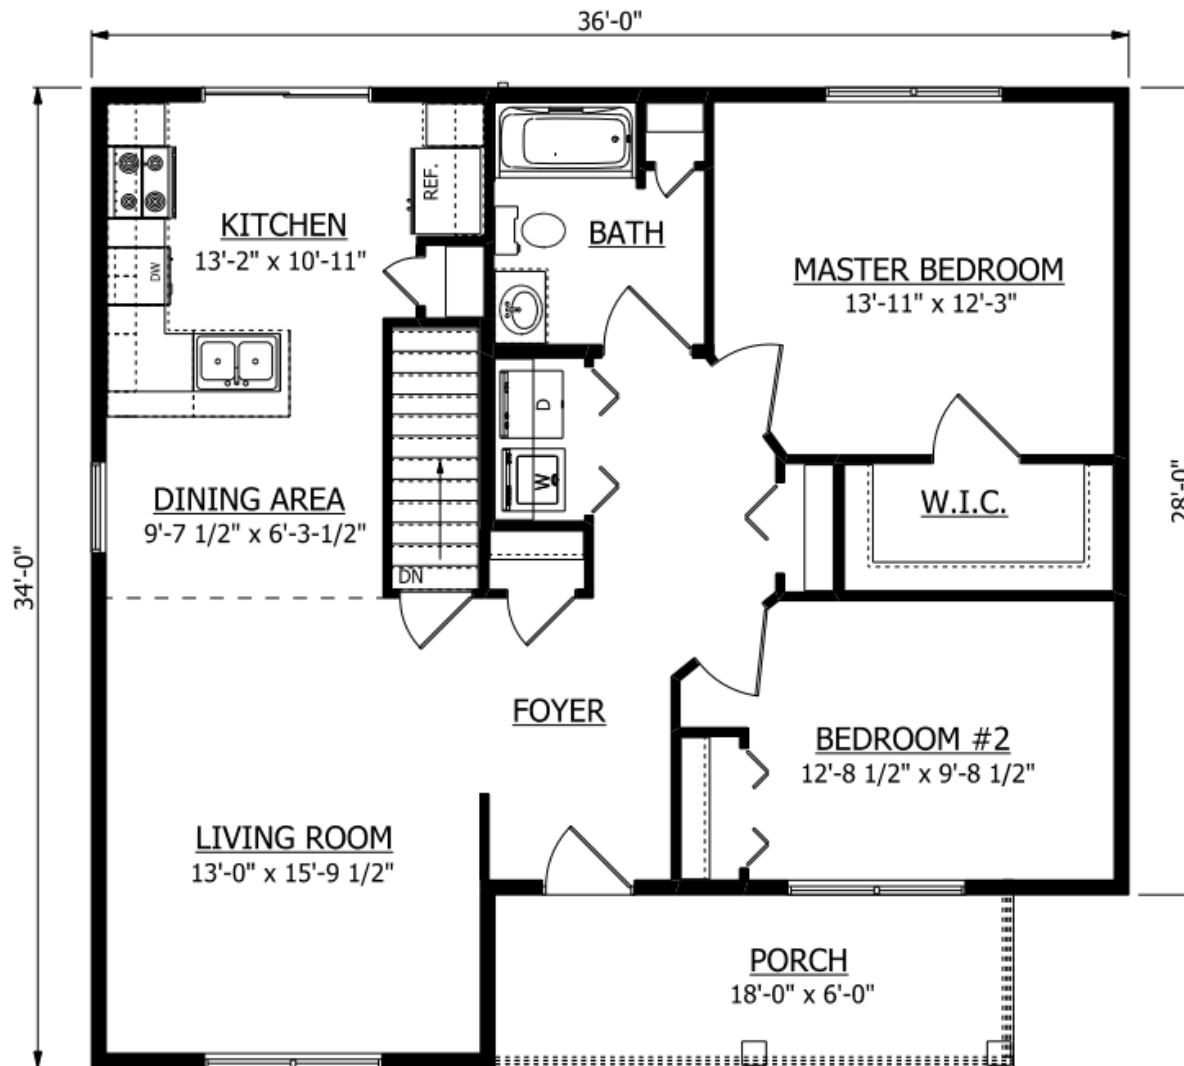 36'-0"
REF.
KITCHEN
13'-2" x 10'-11"
DW
BATH
MASTER BEDROOM
13'-11" x 12'-3"
D
W
DINING AREA
9'-7 1/2" x 6'-3-1/2"
W.I.C.
28'-0"
34'-0"
DN
FOYER
BEDROOM #2
12'-8 1/2" x 9'-8 1/2"
LIVING ROOM
13'-0" x 15'-9 1/2"
PORCH
18'-0" x 6'-0"